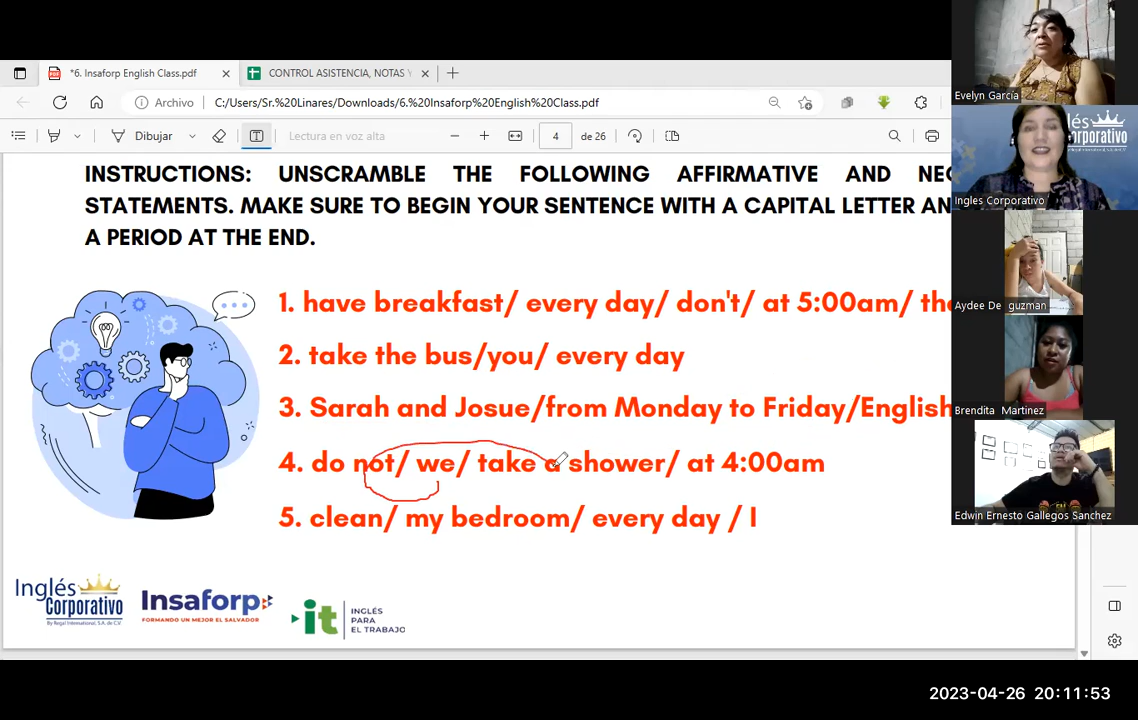 *6. Insaforp English Class.pdf
CONTROL ASISTENCIA, NOTAS
Archivo
C:/Users/Sr.%20Linares/Downloads/6.%20Insaforp%20English%20Class.pdf
Dibujar
Lectura en voz alta
4
de 26
INSTRUCTIONS: UNSCRAMBLE THE FOLLOWING AFFIRMATIVE AND
STATEMENTS. MAKE SURE TO BEGIN YOUR SENTENCE WITH A CAPITAL LETTER
A PERIOD AT THE END.
1. have breakfast/ every day/ don't/ at 5:00am/
2. take the bus/you/ every day
3. Sarah and Josue/from Monday to Friday/English
4. do not/ we/ take a shower/ at 4:00am
5. clean/ my bedroom/ every day / I
Inglés
Corporativo
By Regal International, S.A. de C.V.
Insaforp
FORMANDO UN MEJOR EL SALVADOR
it
INGLÉS
PARA
EL TRABAJO
Evelyn García
Ingles Corporativo
Aydee De guzman
Brendita Martinez
Edwin Ernesto Gallegos Sanchez
2023-04-26 20:11:53